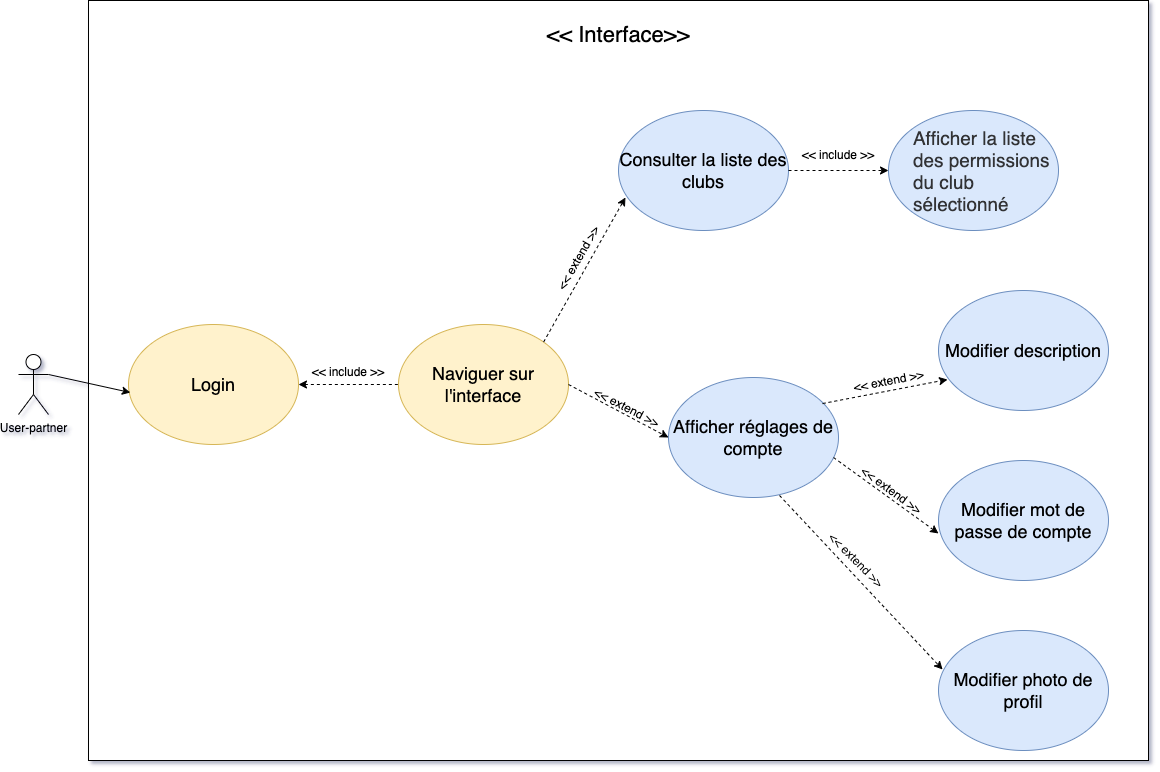 << Interface>>
Consulter la liste des
clubs
<< include >>
Afficher la liste
des permissions
du club
sélectionné
<< extend >>
User-partner
Login
<< include >>
Naviguer sur
l'interface
<< extend >>
Afficher réglages de
compte
<< extend >>
Modifier description
<< extend >>
Modifier mot de
passe de compte
<< extend >>
Modifier photo de
profil